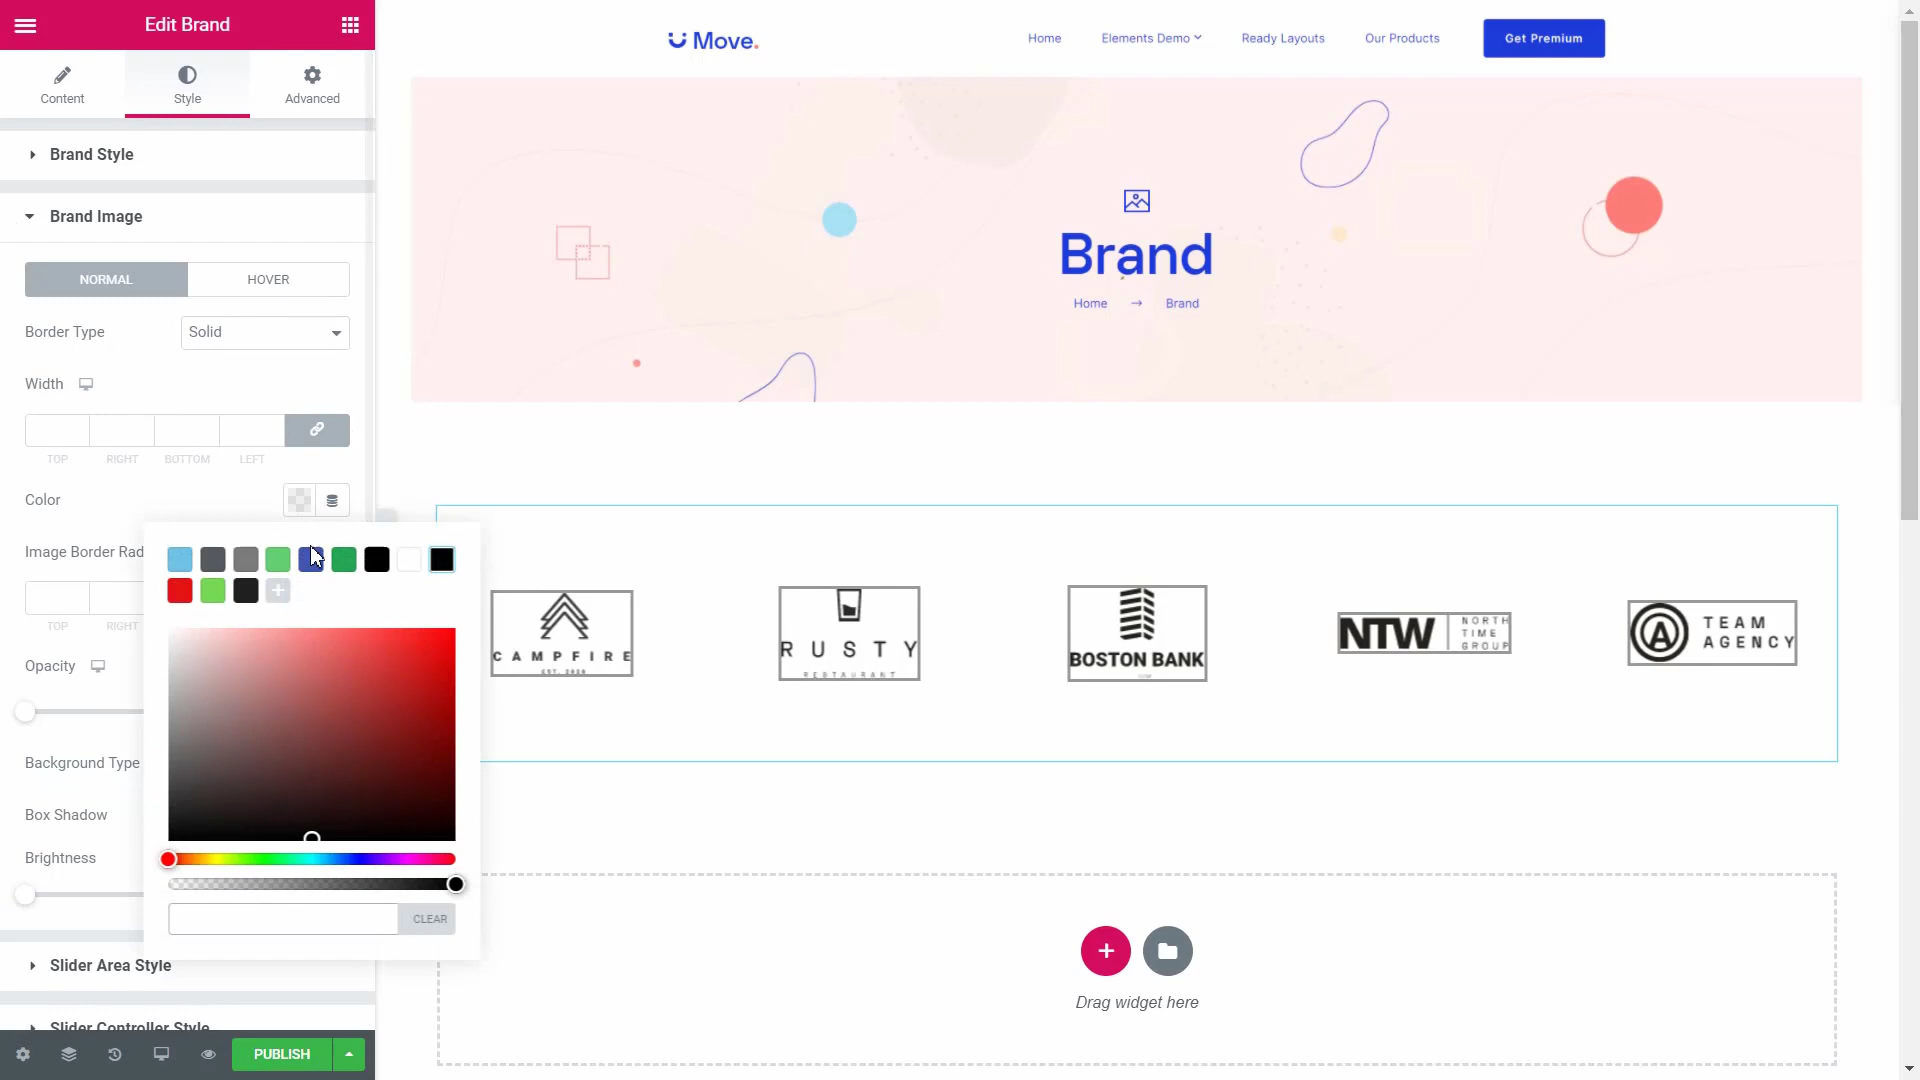 Edit Brand
Content
Style
Advanced
Brand Style
Brand Image
NORMAL
HOVER
Border Type
Solid
Width
TOP
RIGHT
BOTTOM
LEFT
Color
Image Border Rad
TOP
RIGHT
Opacity
Background Type
Box Shadow
Brightness
CLEAR
Slider Area Style
Slider Controller Style
PUBLISH
Move.
Home
Elements Demo
Ready Layouts
Our Products
Get Premium
Brand
Home → Brand
CAMPFIRE
EST. 2020
RUSTY
RESTAURANT
BOSTON BANK
NTW
NORTH
TIME
GROUP
A
TEAM
AGENCY
Drag widget here